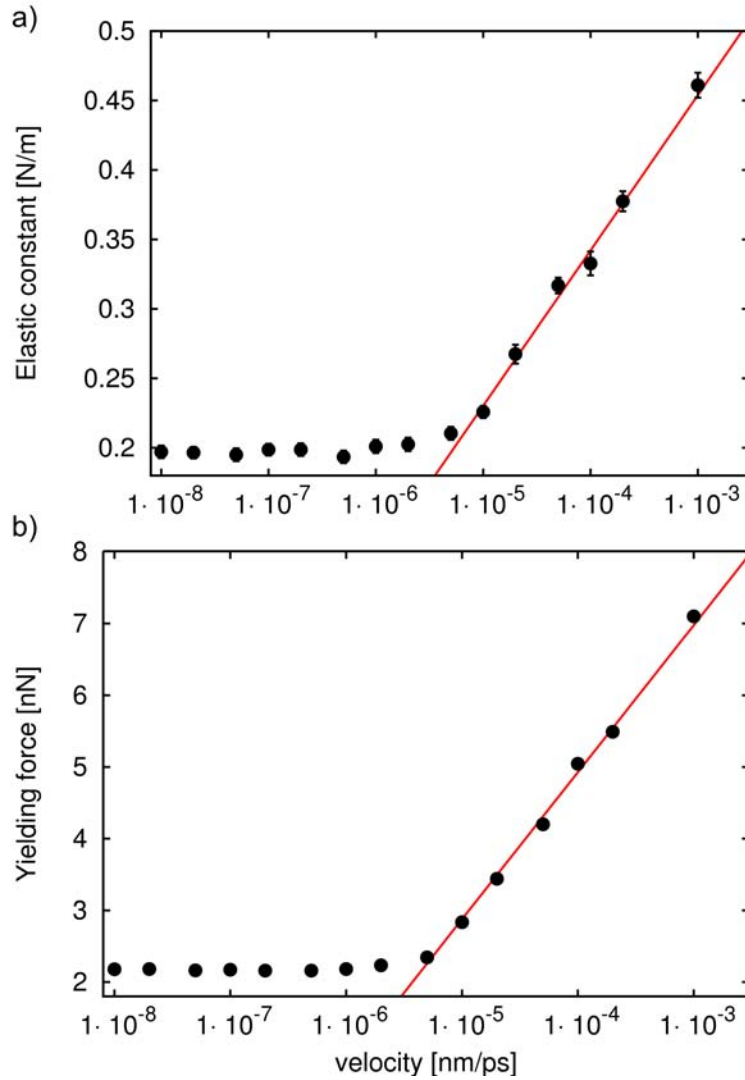 a)
0.5
0.45
0.4
0.35
0.3
0.25
0.2
Elastic constant [N/m]
1·10⁻⁸ 1·10⁻⁷ 1·10⁻⁶ 1·10⁻⁵ 1·10⁻⁴ 1·10⁻³
b)
8
7
6
5
4
3
2
Yielding force [nN]
1·10⁻⁸ 1·10⁻⁷ 1·10⁻⁶ 1·10⁻⁵ 1·10⁻⁴ 1·10⁻³
velocity [nm/ps]